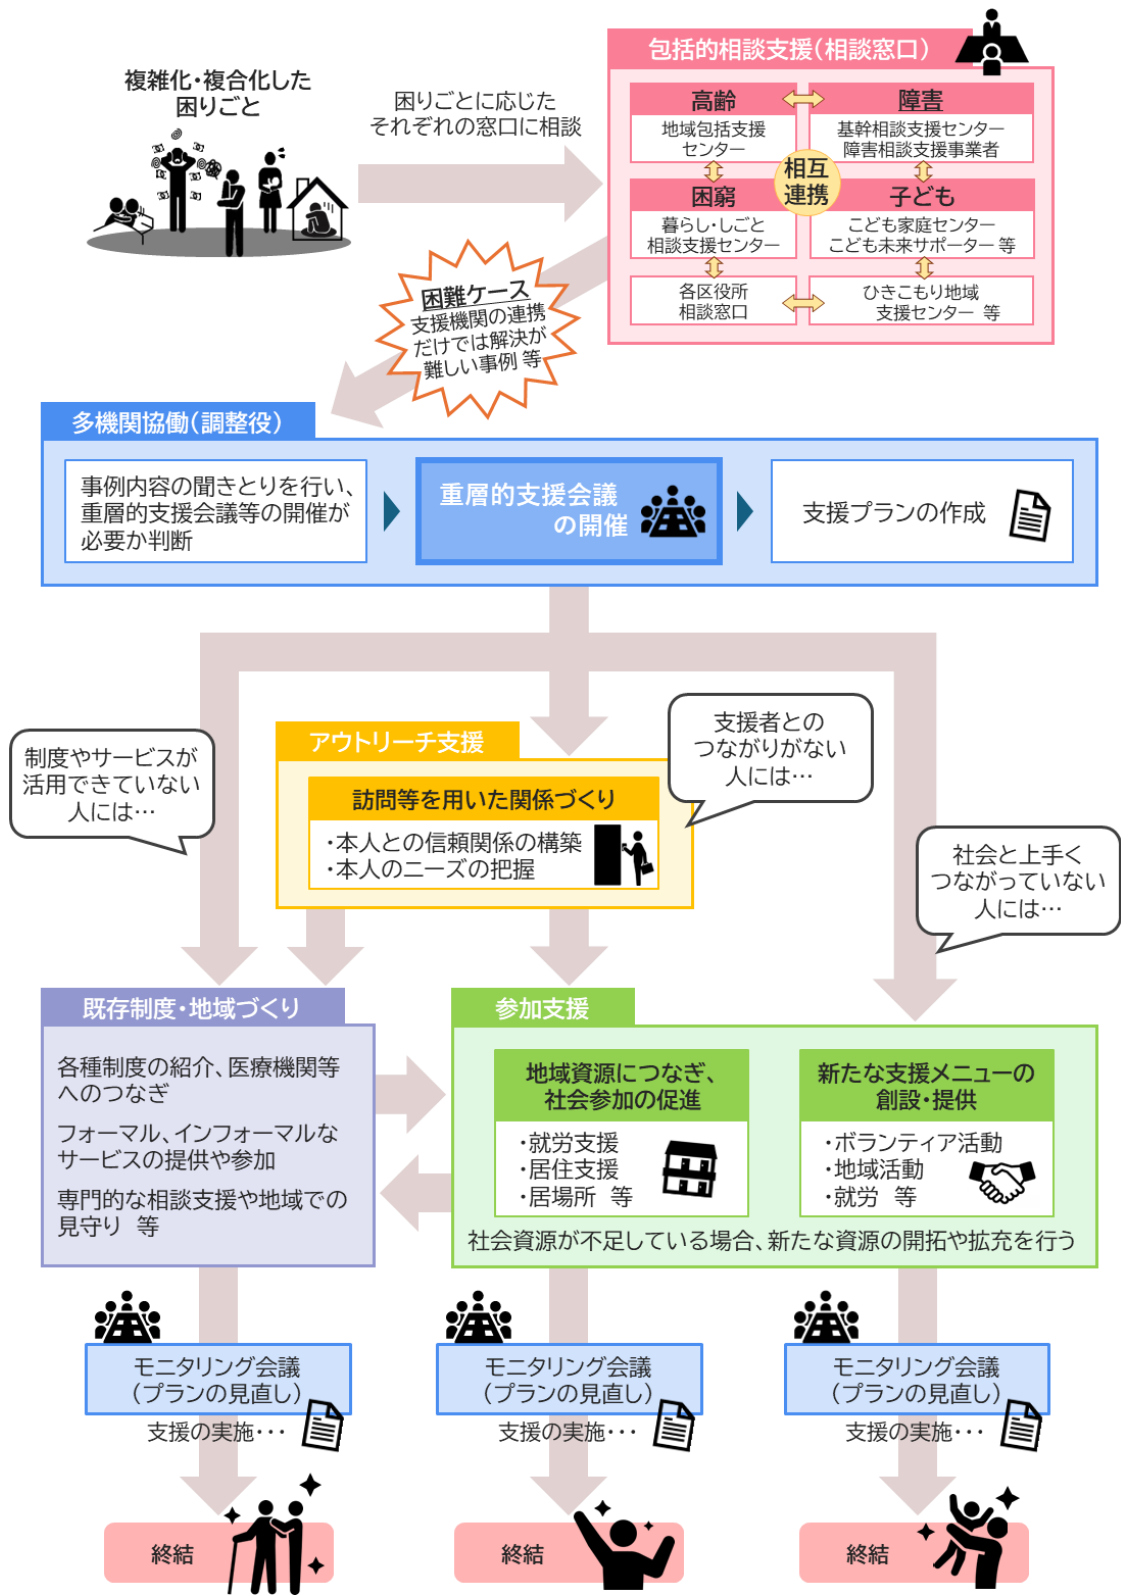 複雑化・複合化した
困りごと
困りごとに応じた
それぞれの窓口に相談
包括的相談支援(相談窓口)
高齢
地域包括支援
センター
障害
基幹相談支援センター
障害相談支援事業者
相互
連携
困窮
暮らし・しごと
相談支援センター
子ども
こども家庭センター
こども未来サポーター 等
各区役所
相談窓口
ひきこもり地域
支援センター 等
困難ケース
支援機関の連携
だけでは解決が
難しい事例 等
多機関協働(調整役)
事例内容の聞きとりを行い、
重層的支援会議等の開催が
必要か判断
重層的支援会議
の開催
支援プランの作成
制度やサービスが
活用できていない
人には…
アウトリーチ支援
訪問等を用いた関係づくり
・本人との信頼関係の構築
・本人のニーズの把握
支援者との
つながりがない
人には…
社会と上手く
つながっていない
人には…
既存制度・地域づくり
各種制度の紹介、医療機関等
へのつなぎ
フォーマル、インフォーマルな
サービスの提供や参加
専門的な相談支援や地域での
見守り 等
参加支援
地域資源につなぎ、
社会参加の促進
・就労支援
・居住支援
・居場所 等
新たな支援メニューの
創設・提供
・ボランティア活動
・地域活動
・就労 等
社会資源が不足している場合、新たな資源の開拓や拡充を行う
モニタリング会議
(プランの見直し)
支援の実施・・・
終結
モニタリング会議
(プランの見直し)
支援の実施・・・
終結
モニタリング会議
(プランの見直し)
支援の実施・・・
終結